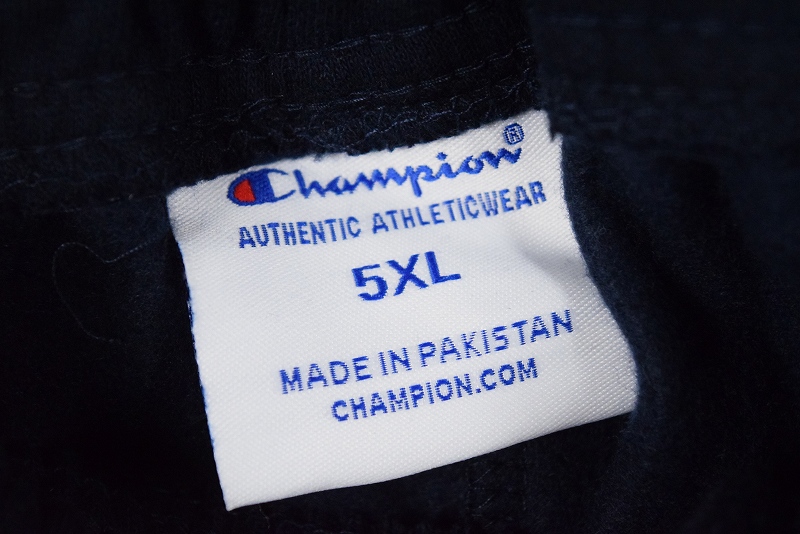 Champion®
AUTHENTIC ATHLETICWEAR
5XL
MADE IN PAKISTAN
CHAMPION.COM